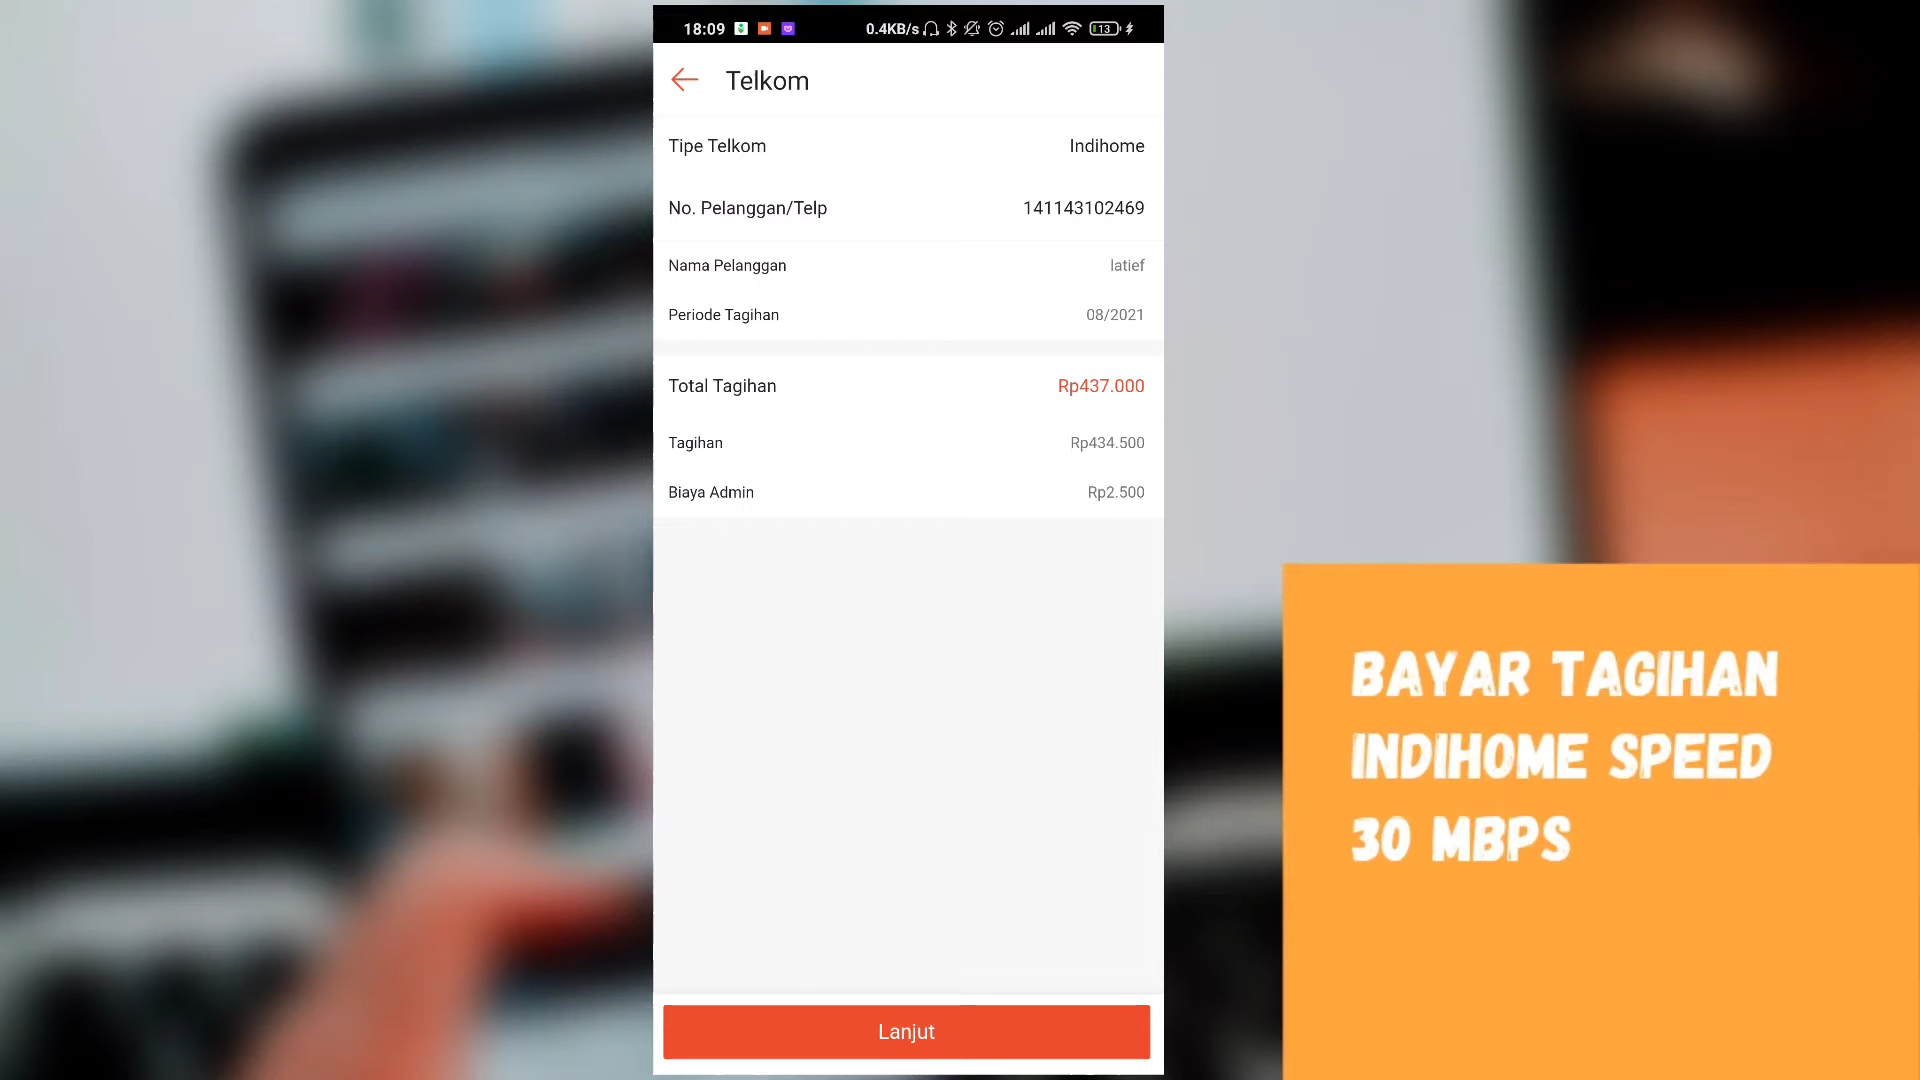 18:09 0.4KB/s 13
Telkom
Tipe Telkom Indihome
No. Pelanggan/Telp 141143102469
Nama Pelanggan latief
Periode Tagihan 08/2021
Total Tagihan Rp437.000
Tagihan Rp434.500
Biaya Admin Rp2.500
Lanjut
BAYAR TAGIHAN
INDIHOME SPEED
30 MBPS